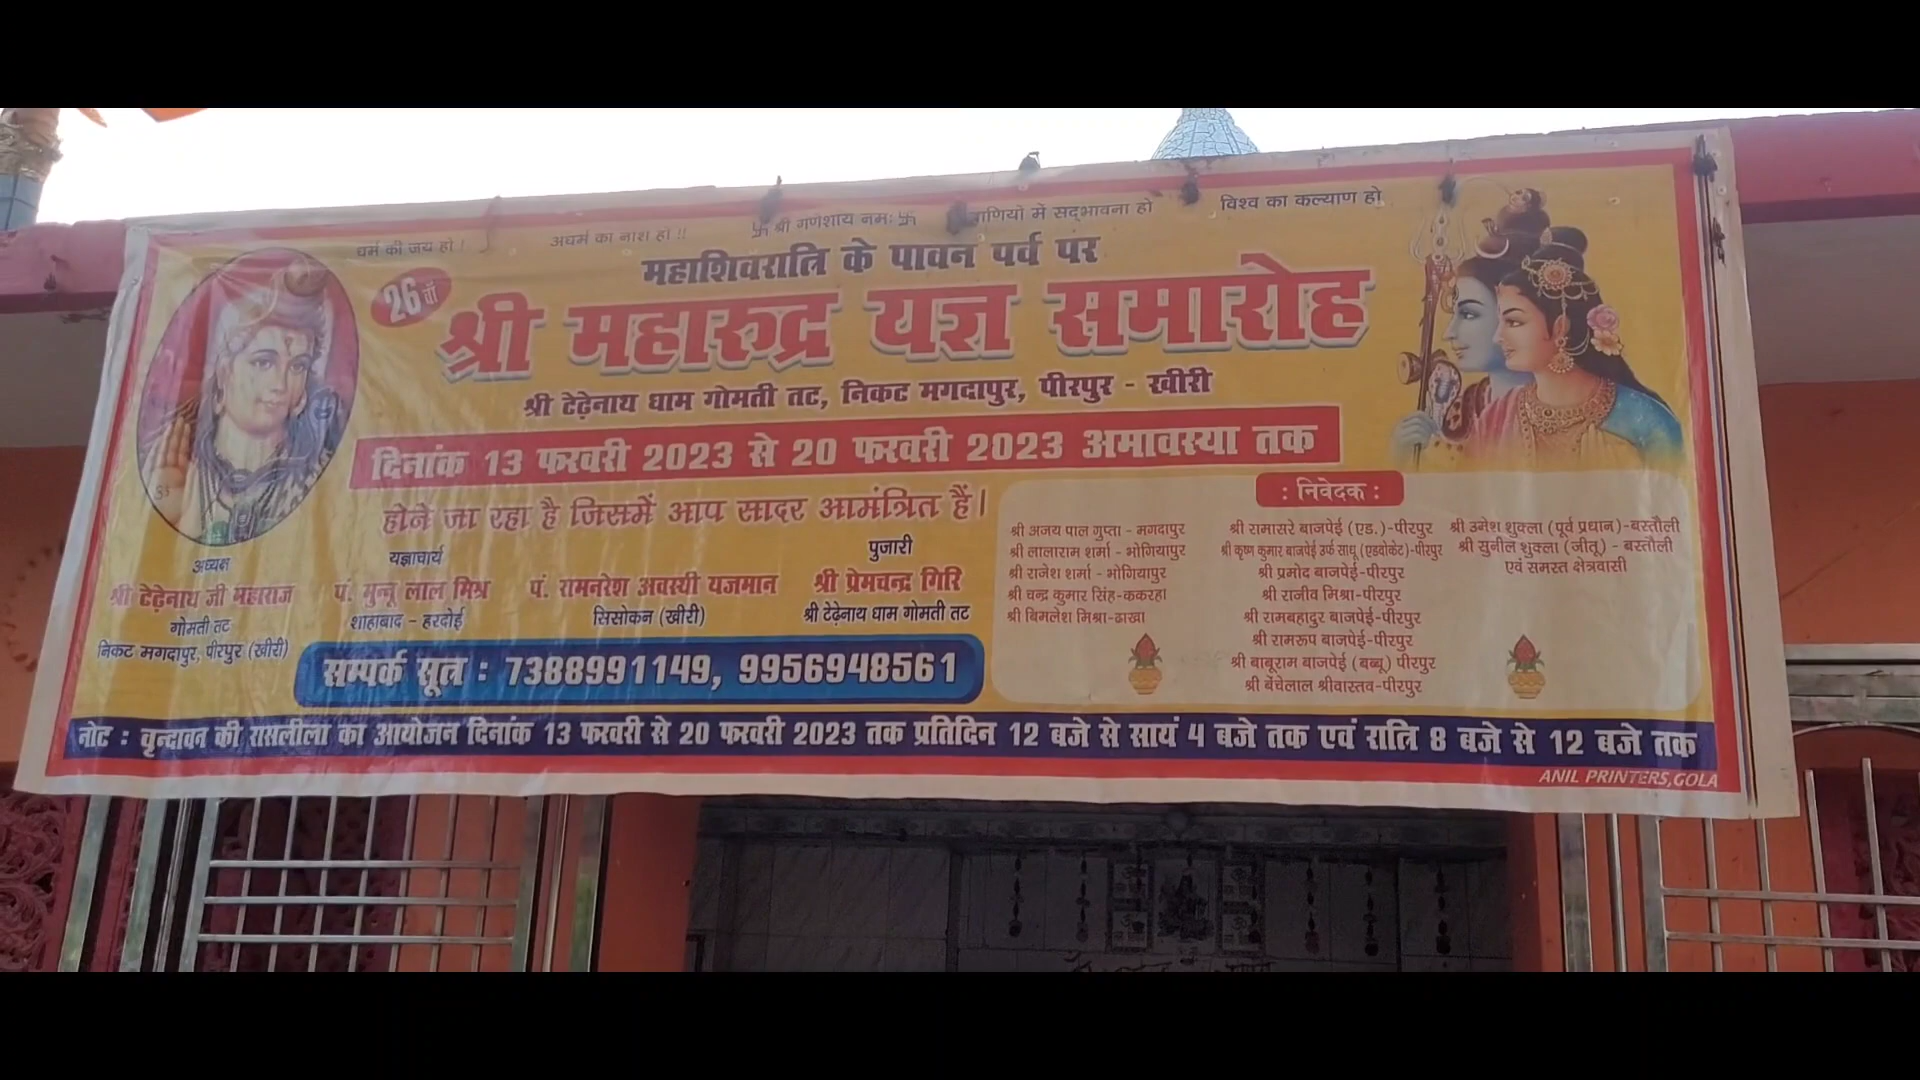 धर्म की जय हो ! अधर्म का नाश हो !! 卐 श्री गणेशाय नमः 卐 प्राणियों में सद्भावना हो विश्व का कल्याण हो
महाशिवरात्रि के पावन पर्व पर
26 वाँ
श्री महारूद्र यज्ञ समारोह
श्री टेढ़ेनाथ धाम गोमती तट, निकट मगदापुर, पीरपुर - खीरी
दिनांक 13 फरवरी 2023 से 20 फरवरी 2023 अमावस्या तक
होने जा रहा है जिसमें आप सादर आमंत्रित हैं।
अध्यक्ष
श्री टेढ़ेनाथ जी महाराज
गोमती तट
निकट मगदापुर, पीरपुर (खीरी)
यज्ञाचार्य
पं. मुन्नू लाल मिश्र
शाहाबाद - हरदोई
पं. रामनरेश अवस्थी यजमान
सिसोकन (खीरी)
पुजारी
श्री प्रेमचन्द्र गिरि
श्री टेढ़ेनाथ धाम गोमती तट
सम्पर्क सूत्र : 7388991149, 9956948561
: निवेदक :
श्री अजय पाल गुप्ता - मगदापुर
श्री लालाराम शर्मा - भोगियापुर
श्री राजेश शर्मा - भोगियापुर
श्री चन्द्र कुमार सिंह-ककरहा
श्री बिमलेश मिश्रा-ढाखा
श्री रामासरे बाजपेई (एड.)-पीरपुर
श्री कृष्ण कुमार बाजपेई उर्फ साधू (एडवोकेट)-पीरपुर
श्री प्रमोद बाजपेई-पीरपुर
श्री राजीव मिश्रा-पीरपुर
श्री रामबहादुर बाजपेई-पीरपुर
श्री रामरूप बाजपेई-पीरपुर
श्री बाबूराम बाजपेई (बब्बू) पीरपुर
श्री बेंचेलाल श्रीवास्तव-पीरपुर
श्री उनेश शुक्ला (पूर्व प्रधान)-बस्तौली
श्री सुनील शुक्ला (जीतू) - बस्तौली
एवं समस्त क्षेत्रवासी
नोट : वृन्दावन की रासलीला का आयोजन दिनांक 13 फरवरी से 20 फरवरी 2023 तक प्रतिदिन 12 बजे से सायं 4 बजे तक एवं रात्रि 8 बजे से 12 बजे तक
ANIL PRINTERS,GOLA